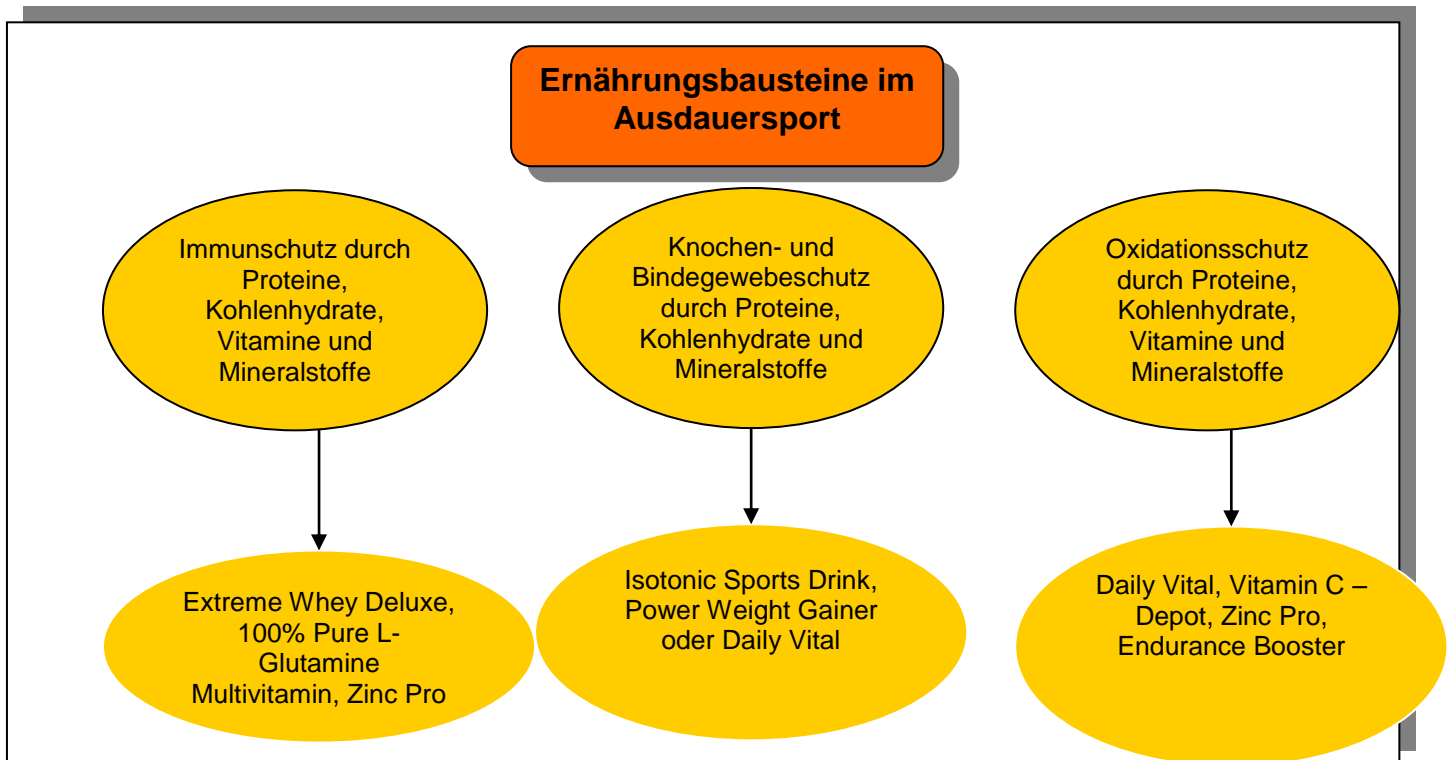 Ernährungsbausteine im
Ausdauersport
Immunschutz durch
Proteine,
Kohlenhydrate,
Vitamine und
Mineralstoffe
Knochen- und
Bindegewebeschutz
durch Proteine,
Kohlenhydrate und
Mineralstoffe
Oxidationsschutz
durch Proteine,
Kohlenhydrate,
Vitamine und
Mineralstoffe
Extreme Whey Deluxe,
100% Pure L-
Glutamine
Multivitamin, Zinc Pro
Isotonic Sports Drink,
Power Weight Gainer
oder Daily Vital
Daily Vital, Vitamin C –
Depot, Zinc Pro,
Endurance Booster